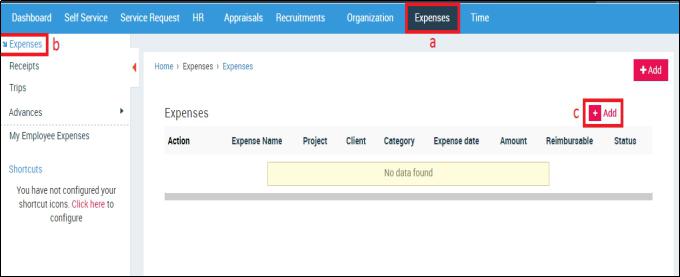 Dashboard Self Service Service Request HR Appraisals Recruitments Organization Expenses Time
a
Expenses b
Receipts
Trips
Advances
My Employee Expenses
Shortcuts
You have not configured your
shortcut icons. Click here to
configure
Home › Expenses › Expenses
+ Add
Expenses
c + Add
Action Expense Name Project Client Category Expense date Amount Reimbursable Status
No data found